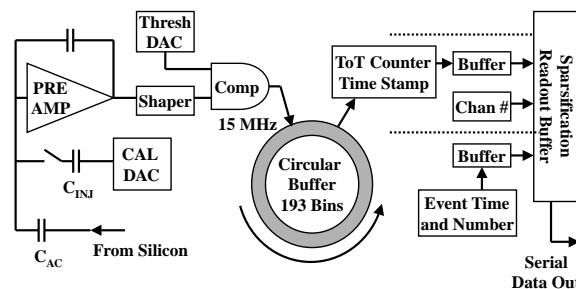 Thresh
DAC
PRE
AMP
Shaper
Comp
15 MHz
CAL
DAC
C_INJ
C_AC
From Silicon
Circular
Buffer
193 Bins
ToT Counter
Time Stamp
Buffer
Chan #
Buffer
Event Time
and Number
Sparsification
Readout Buffer
Serial
Data Out